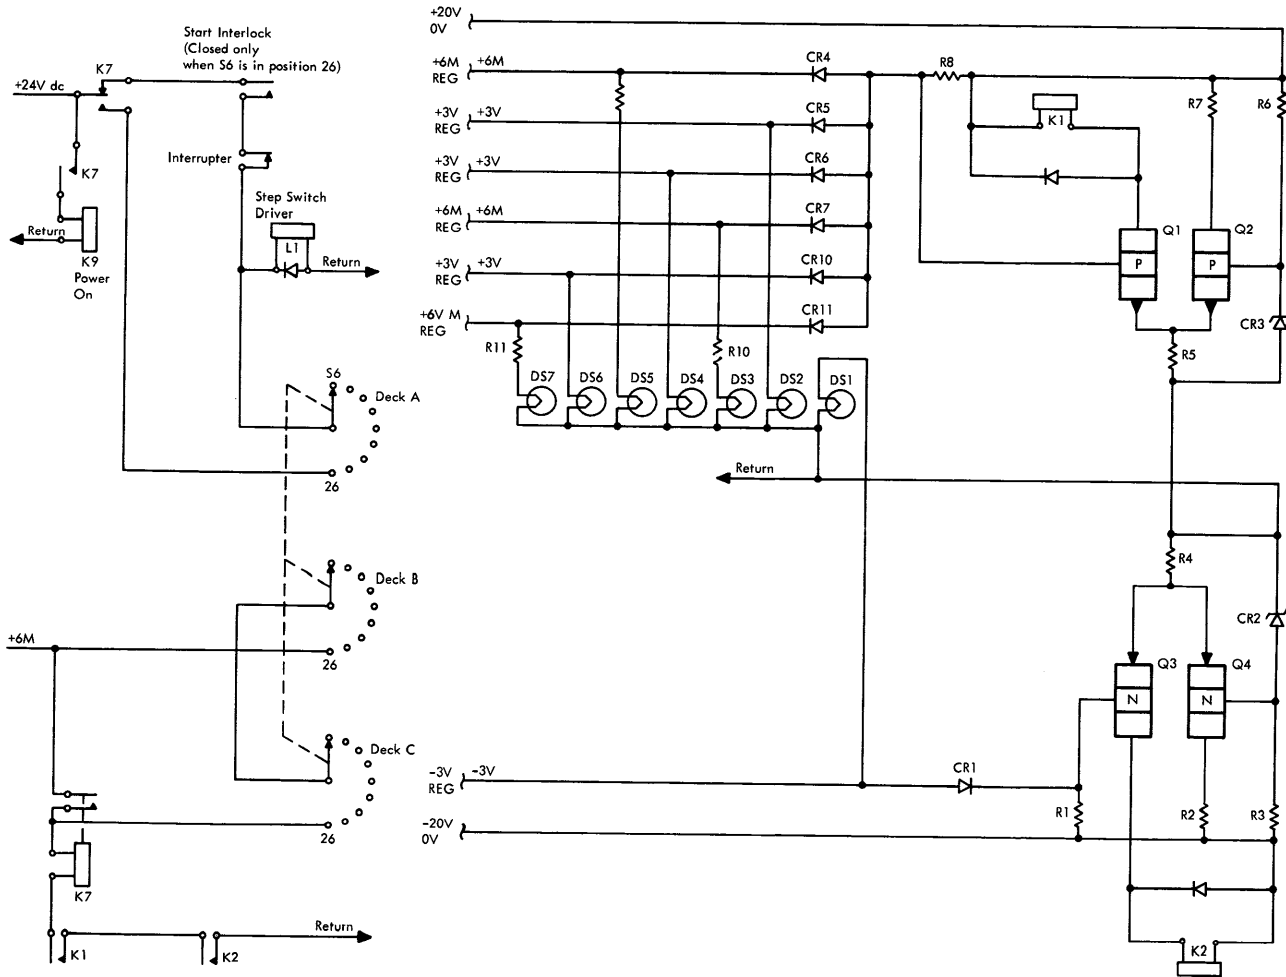 Start Interlock
(Closed only
when S6 is in position 26)
+24V dc
K7
K7
Interrupter
Step Switch
Driver
L1
Return
Return
K9
Power
On
S6
Deck A
26
Deck B
+6M
26
Deck C
26
K7
K1
K2
Return
+20V
0V
+6M
REG
+6M
CR4
R8
+3V
REG
+3V
CR5
K1
R7
R6
+3V
REG
+3V
CR6
+6M
REG
+6M
CR7
Q1
Q2
P
P
+3V
REG
+3V
CR10
+6V M
REG
CR11
CR3
R11
R10
R5
DS7
DS6
DS5
DS4
DS3
DS2
DS1
Return
R4
CR2
Q3
Q4
N
N
-3V
REG
-3V
CR1
R1
R2
R3
-20V
0V
K2